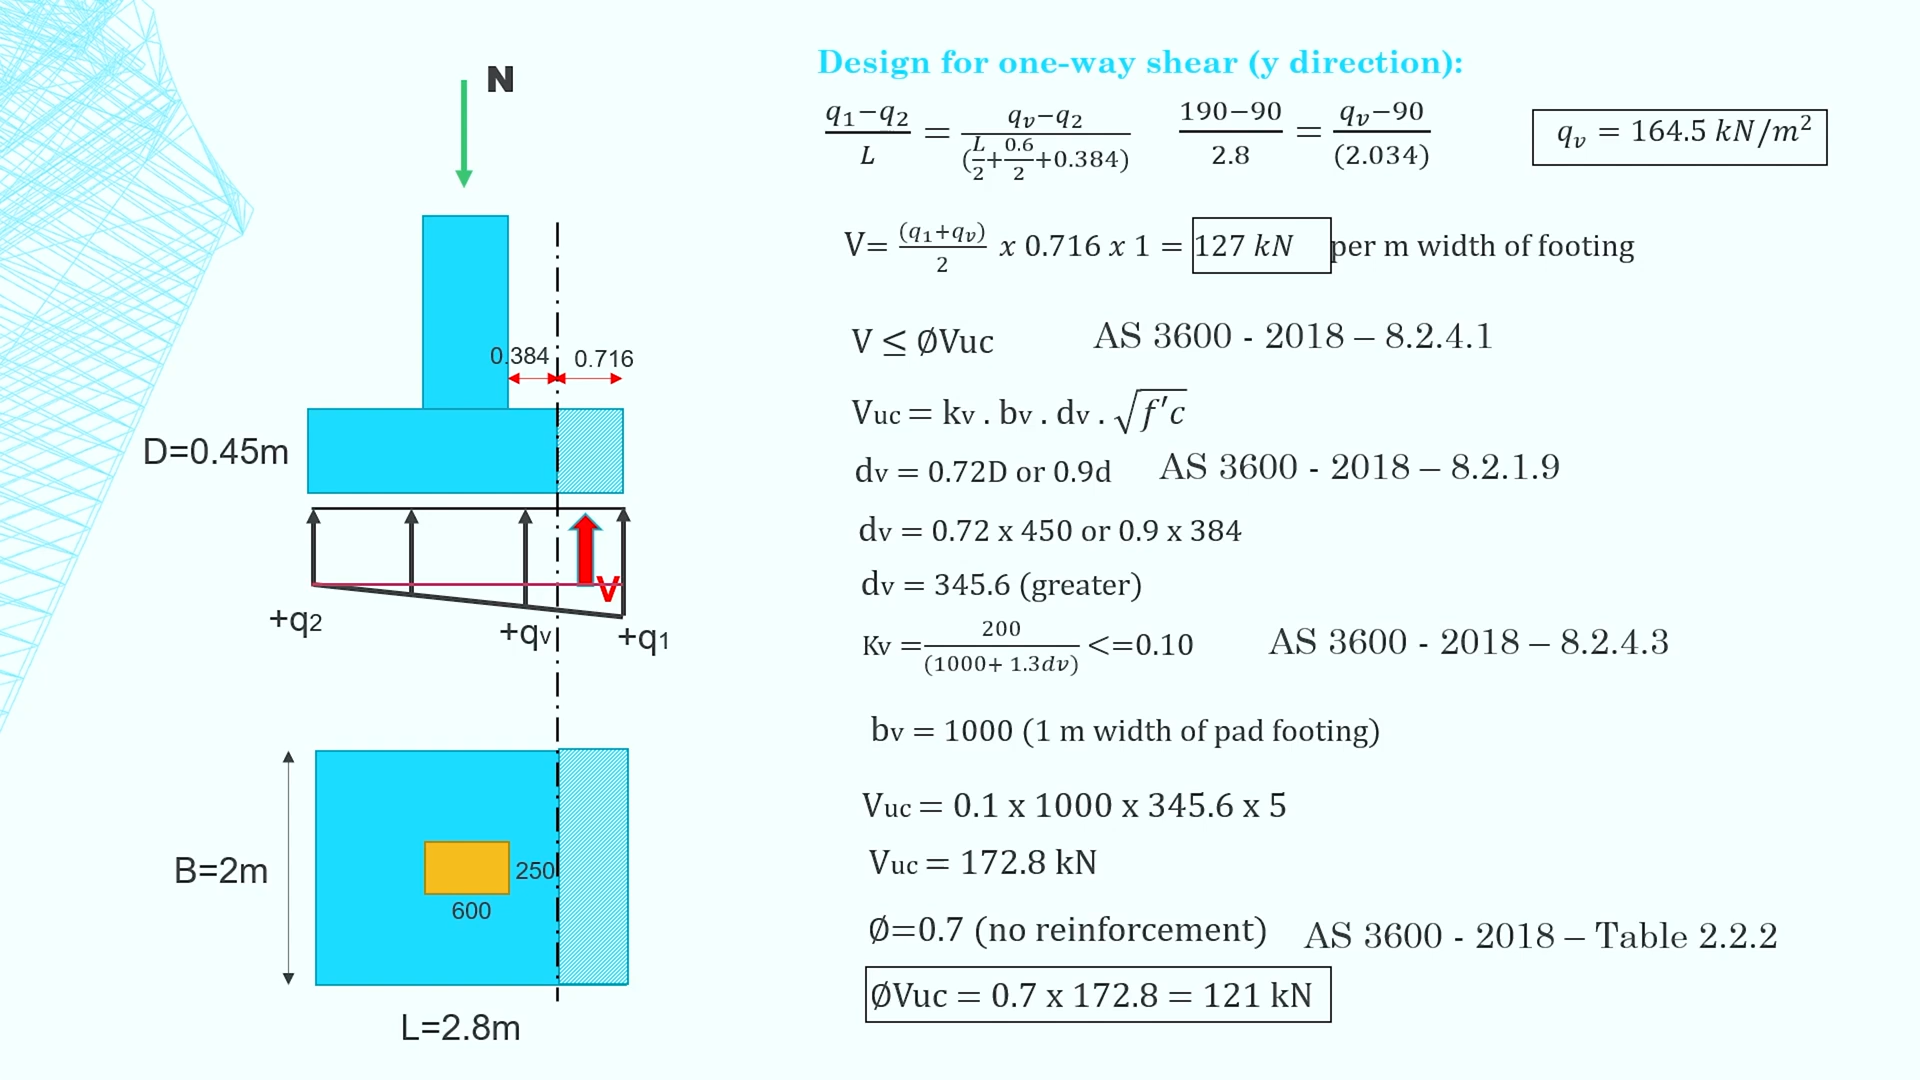 N
0.384
0.716
D=0.45m
V
+q2
+qv
+q1
B=2m
250
600
L=2.8m
Design for one-way shear (y direction):
(q₁−q₂)/L = (qᵥ−q₂)/(L/2+0.6/2+0.384)   (190−90)/2.8 = (qᵥ−90)/(2.034)   qᵥ = 164.5 kN/m²
V= (q₁+qᵥ)/2 x 0.716 x 1 = 127 kN per m width of footing
V ≤ ∅Vuc   AS 3600 - 2018 – 8.2.4.1
Vuc = kv . bv . dv . √f′c
dv = 0.72D or 0.9d   AS 3600 - 2018 – 8.2.1.9
dv = 0.72 x 450 or 0.9 x 384
dv = 345.6 (greater)
Kv = 200/(1000+ 1.3dv) <=0.10   AS 3600 - 2018 – 8.2.4.3
bv = 1000 (1 m width of pad footing)
Vuc = 0.1 x 1000 x 345.6 x 5
Vuc = 172.8 kN
∅=0.7 (no reinforcement)   AS 3600 - 2018 – Table 2.2.2
∅Vuc = 0.7 x 172.8 = 121 kN